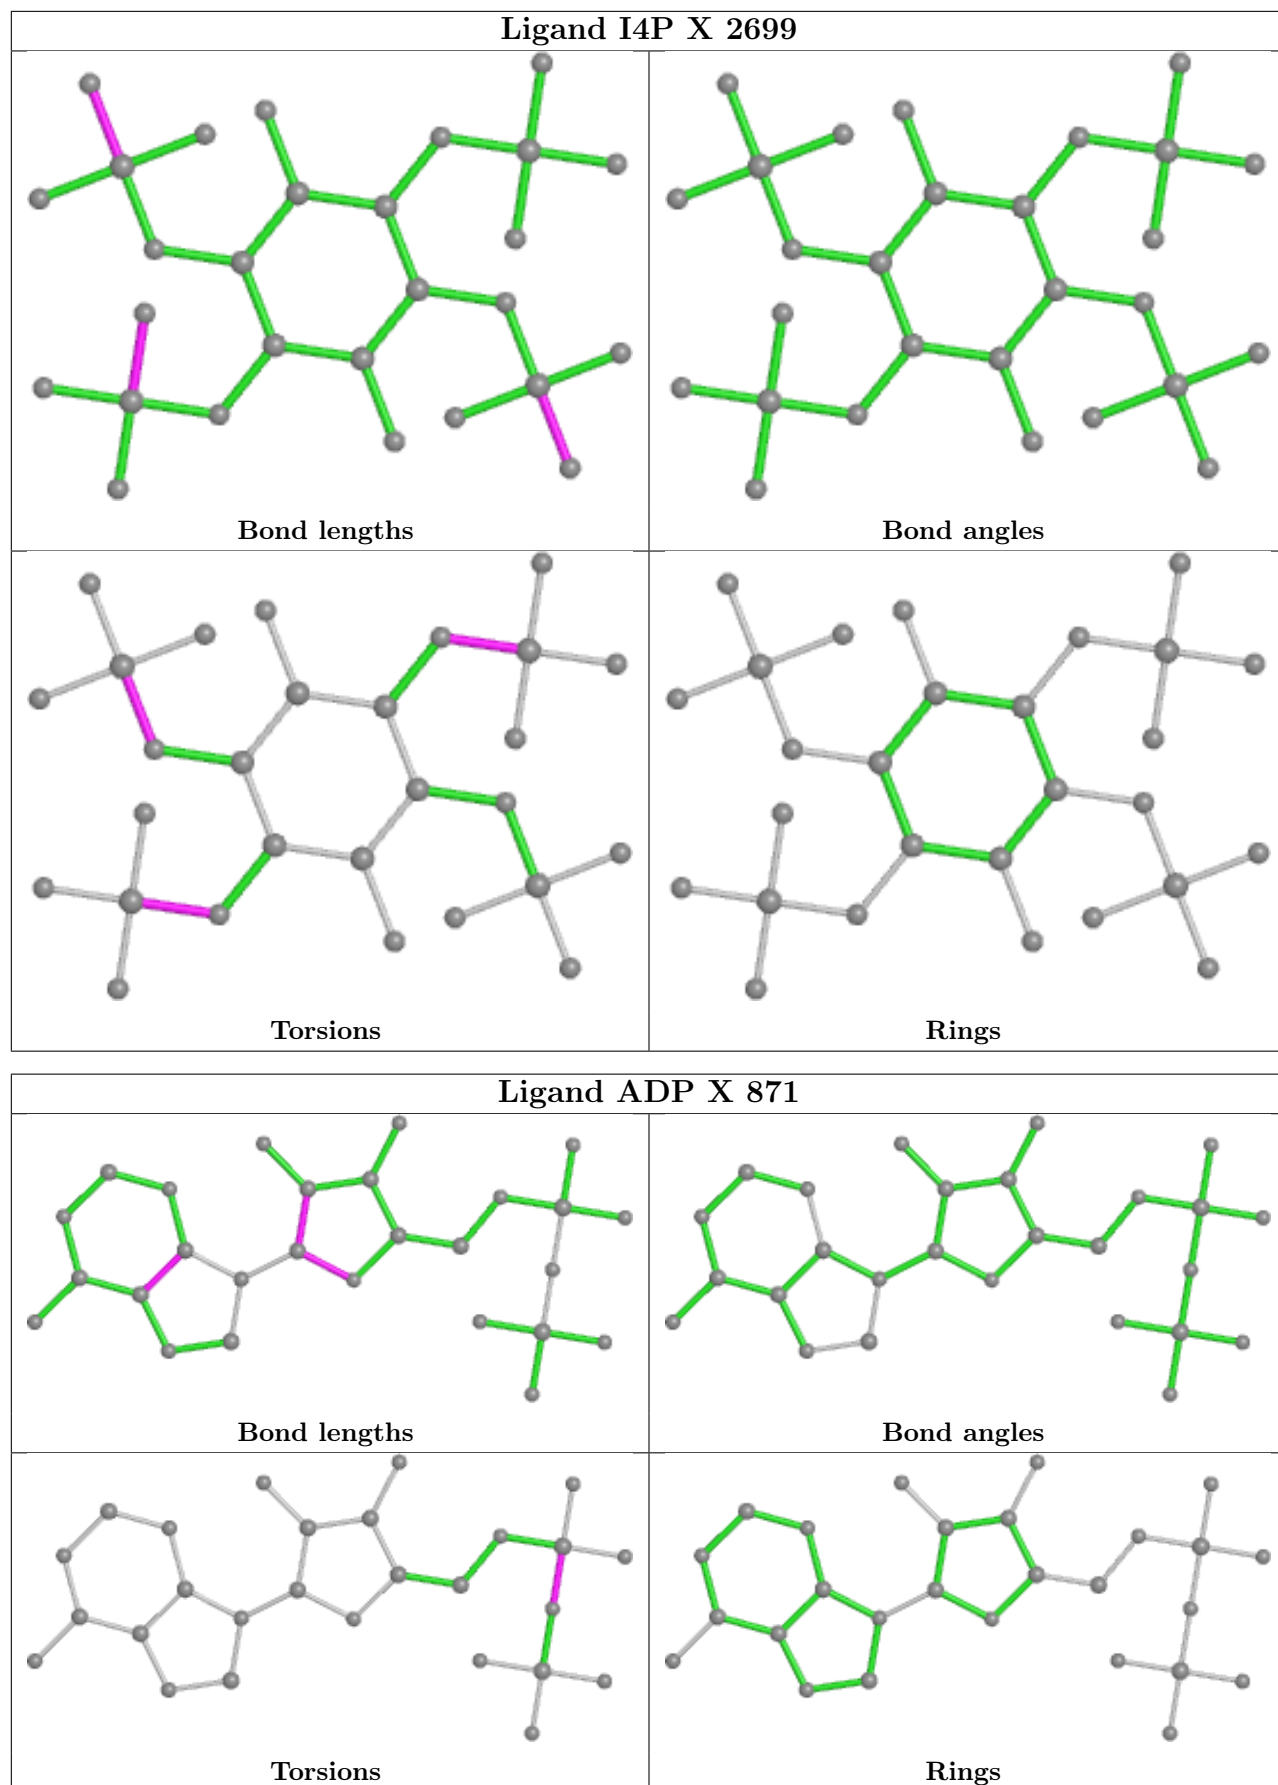 Ligand I4P X 2699
Bond lengths
Bond angles
Torsions
Rings
Ligand ADP X 871
Bond lengths
Bond angles
Torsions
Rings